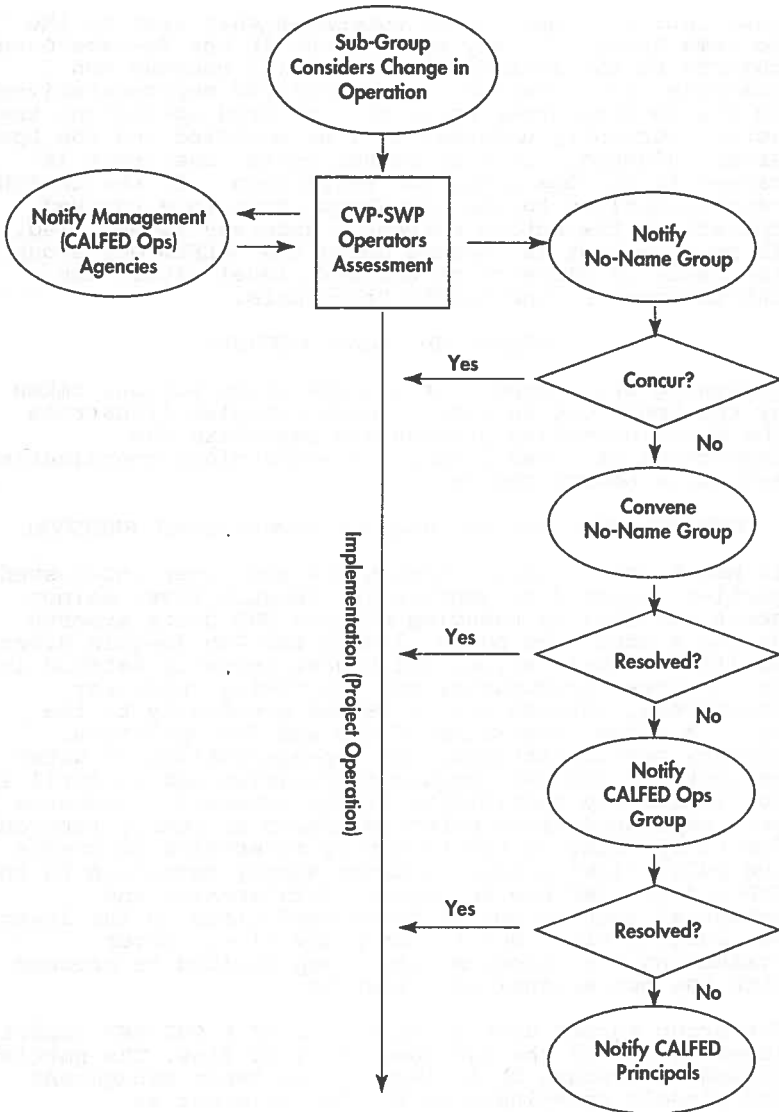 Sub-Group
Considers Change in
Operation
Notify Management
(CALFED Ops)
Agencies
CVP-SWP
Operators
Assessment
Notify
No-Name Group
Yes
Concur?
No
Convene
No-Name Group
Implementation (Project Operation)
Yes
Resolved?
No
Notify
CALFED Ops
Group
Yes
Resolved?
No
Notify CALFED
Principals